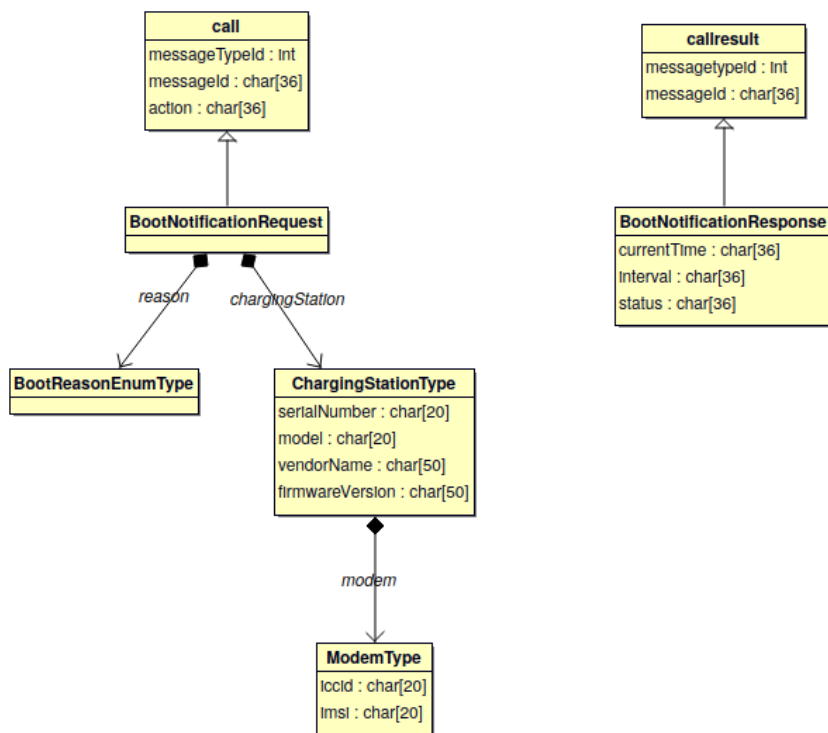 call
messageTypeId : int
messageId : char[36]
action : char[36]
callresult
messagetypeId : int
messageId : char[36]
BootNotificationRequest
BootNotificationResponse
currentTime : char[36]
interval : char[36]
status : char[36]
reason
chargingStation
BootReasonEnumType
ChargingStationType
serialNumber : char[20]
model : char[20]
vendorName : char[50]
firmwareVersion : char[50]
modem
ModemType
iccid : char[20]
imsi : char[20]